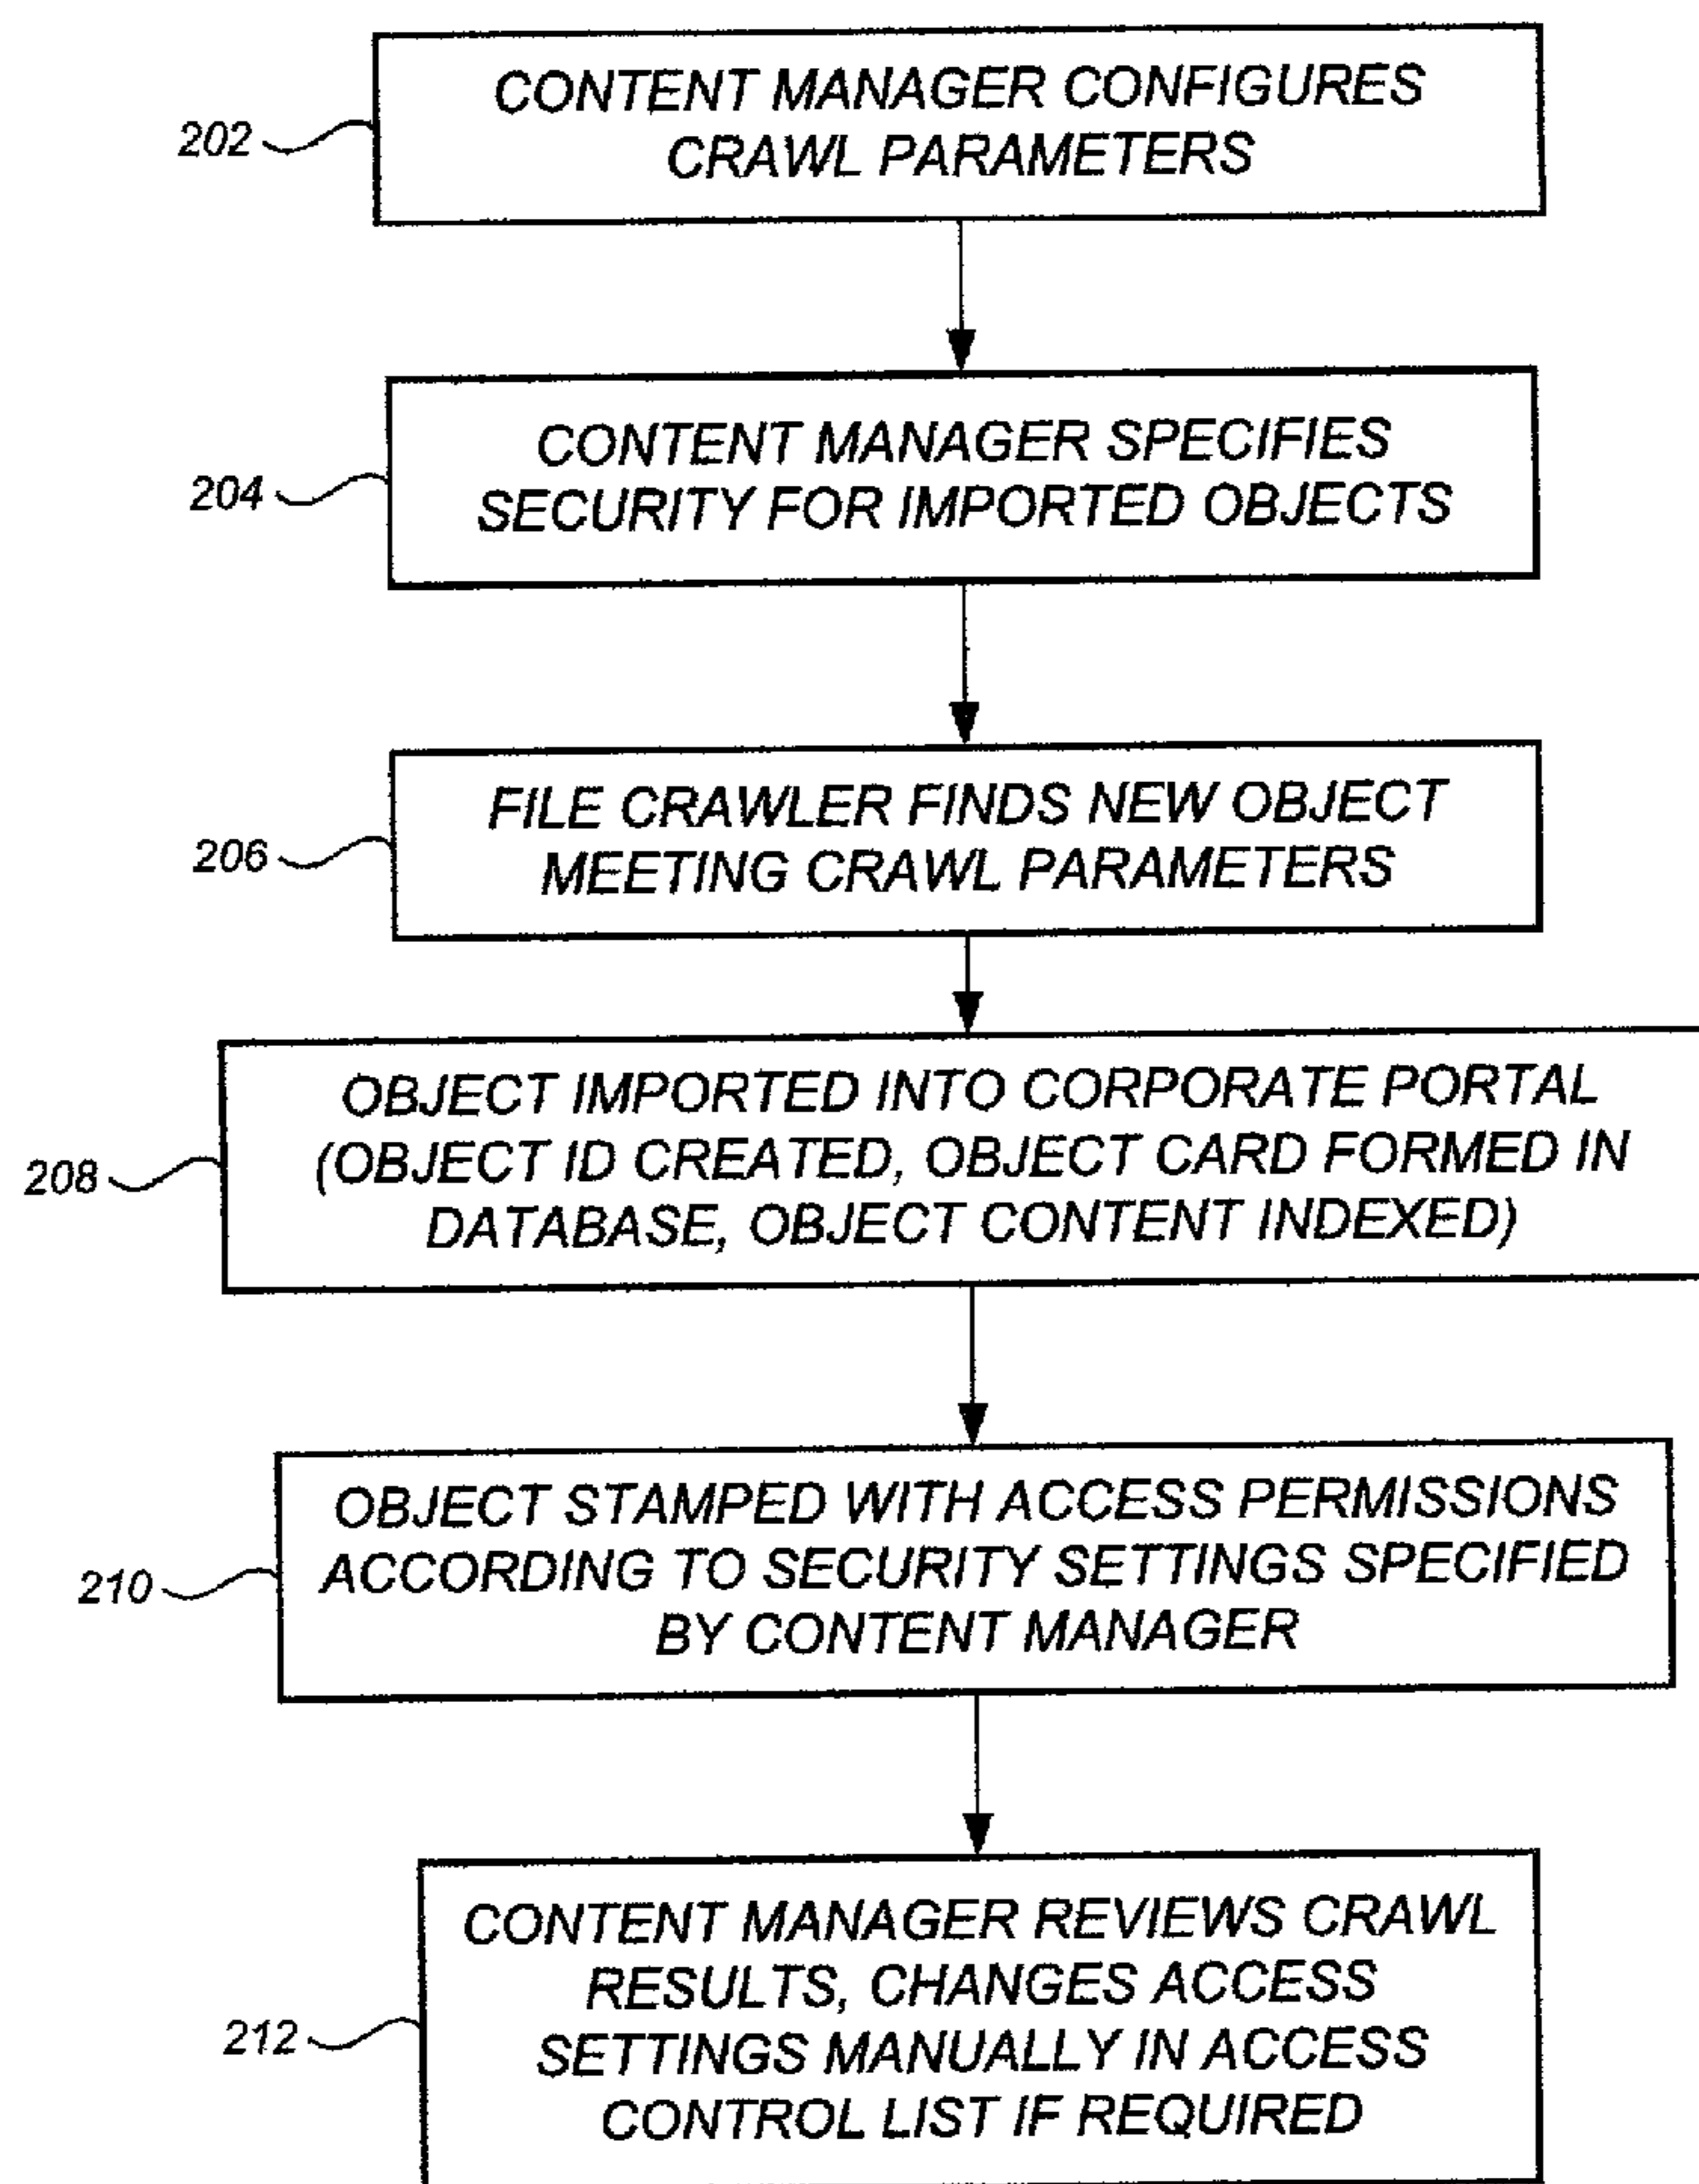 CONTENT MANAGER CONFIGURES
CRAWL PARAMETERS
202
CONTENT MANAGER SPECIFIES
SECURITY FOR IMPORTED OBJECTS
204
FILE CRAWLER FINDS NEW OBJECT
MEETING CRAWL PARAMETERS
206
OBJECT IMPORTED INTO CORPORATE PORTAL
(OBJECT ID CREATED, OBJECT CARD FORMED IN
DATABASE, OBJECT CONTENT INDEXED)
208
OBJECT STAMPED WITH ACCESS PERMISSIONS
ACCORDING TO SECURITY SETTINGS SPECIFIED
BY CONTENT MANAGER
210
CONTENT MANAGER REVIEWS CRAWL
RESULTS, CHANGES ACCESS
SETTINGS MANUALLY IN ACCESS
CONTROL LIST IF REQUIRED
212